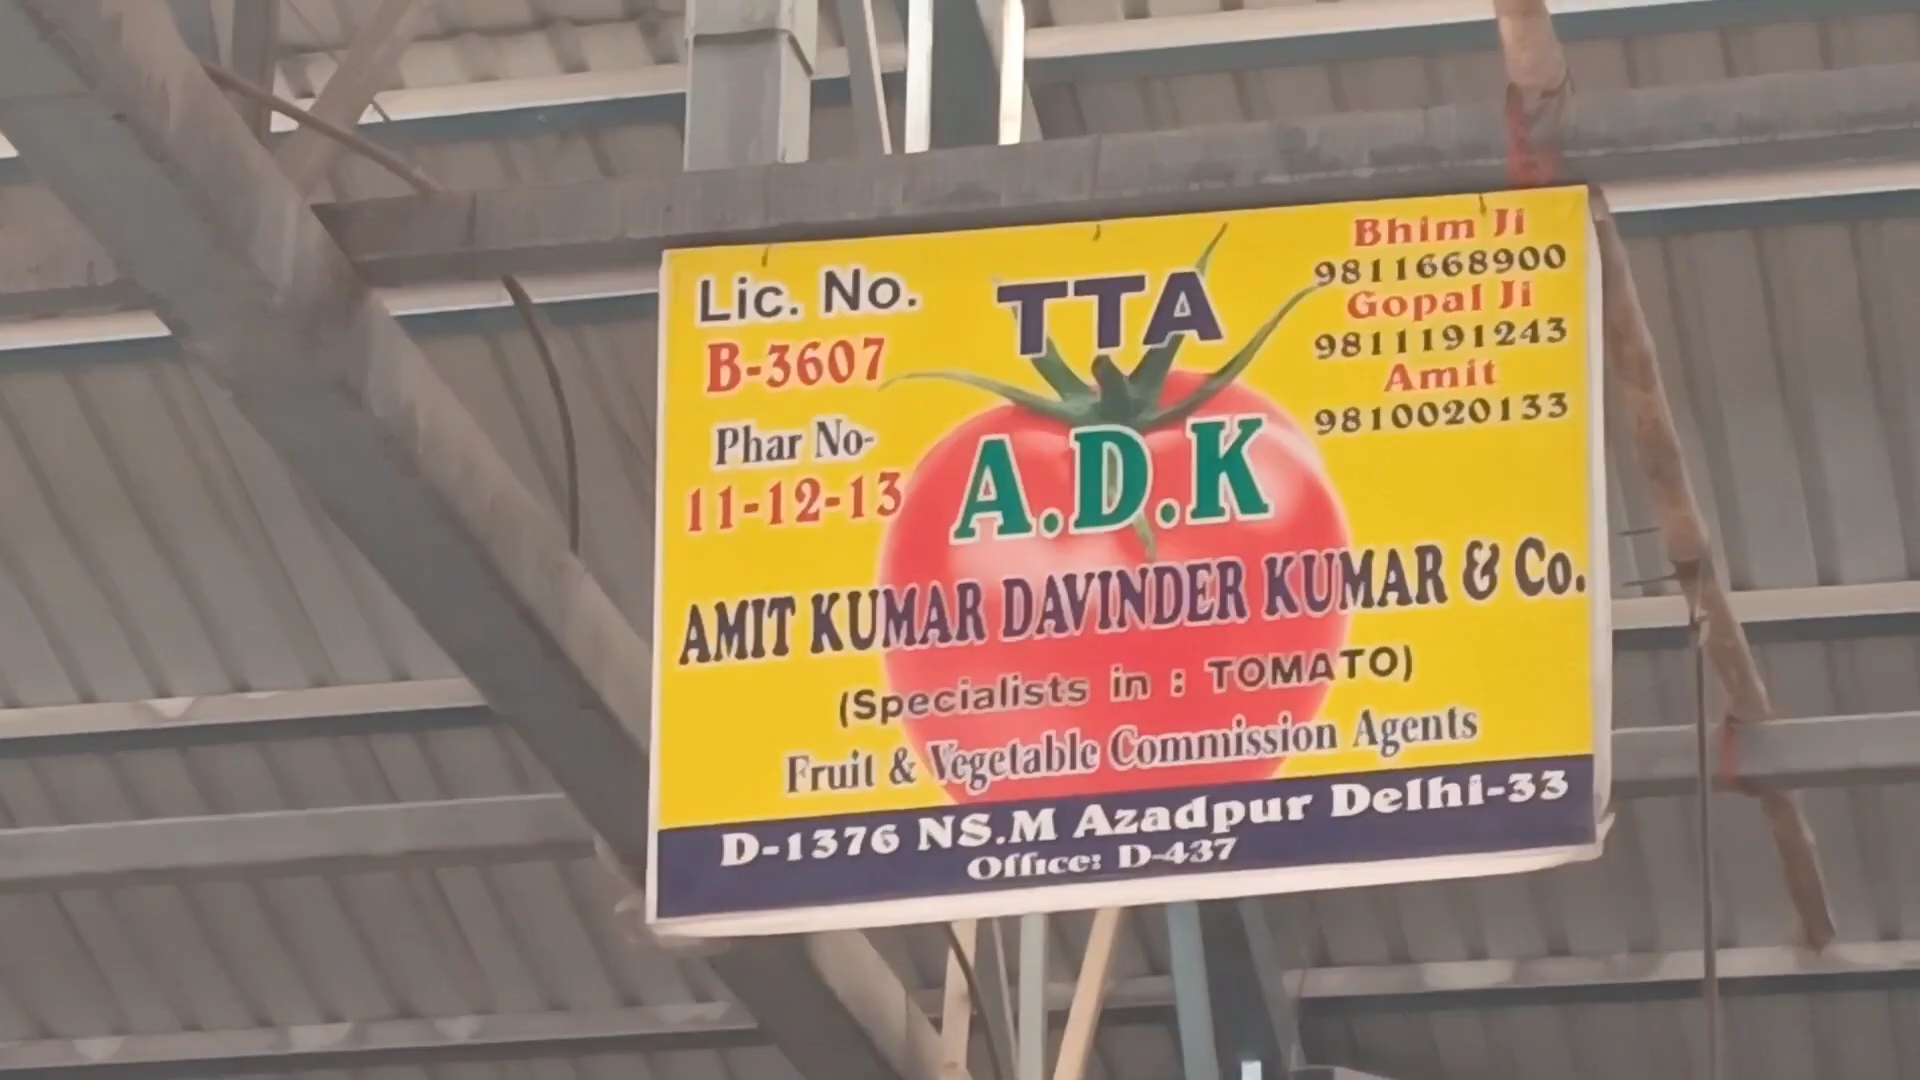 Lic. No.
B-3607
Phar No-
11-12-13
TTA
Bhim Ji
9811668900
Gopal Ji
9811191243
Amit
9810020133
A.D.K
AMIT KUMAR DAVINDER KUMAR & Co.
(Specialists in : TOMATO)
Fruit & Vegetable Commission Agents
D-1376 NS.M Azadpur Delhi-33
Office: D-437